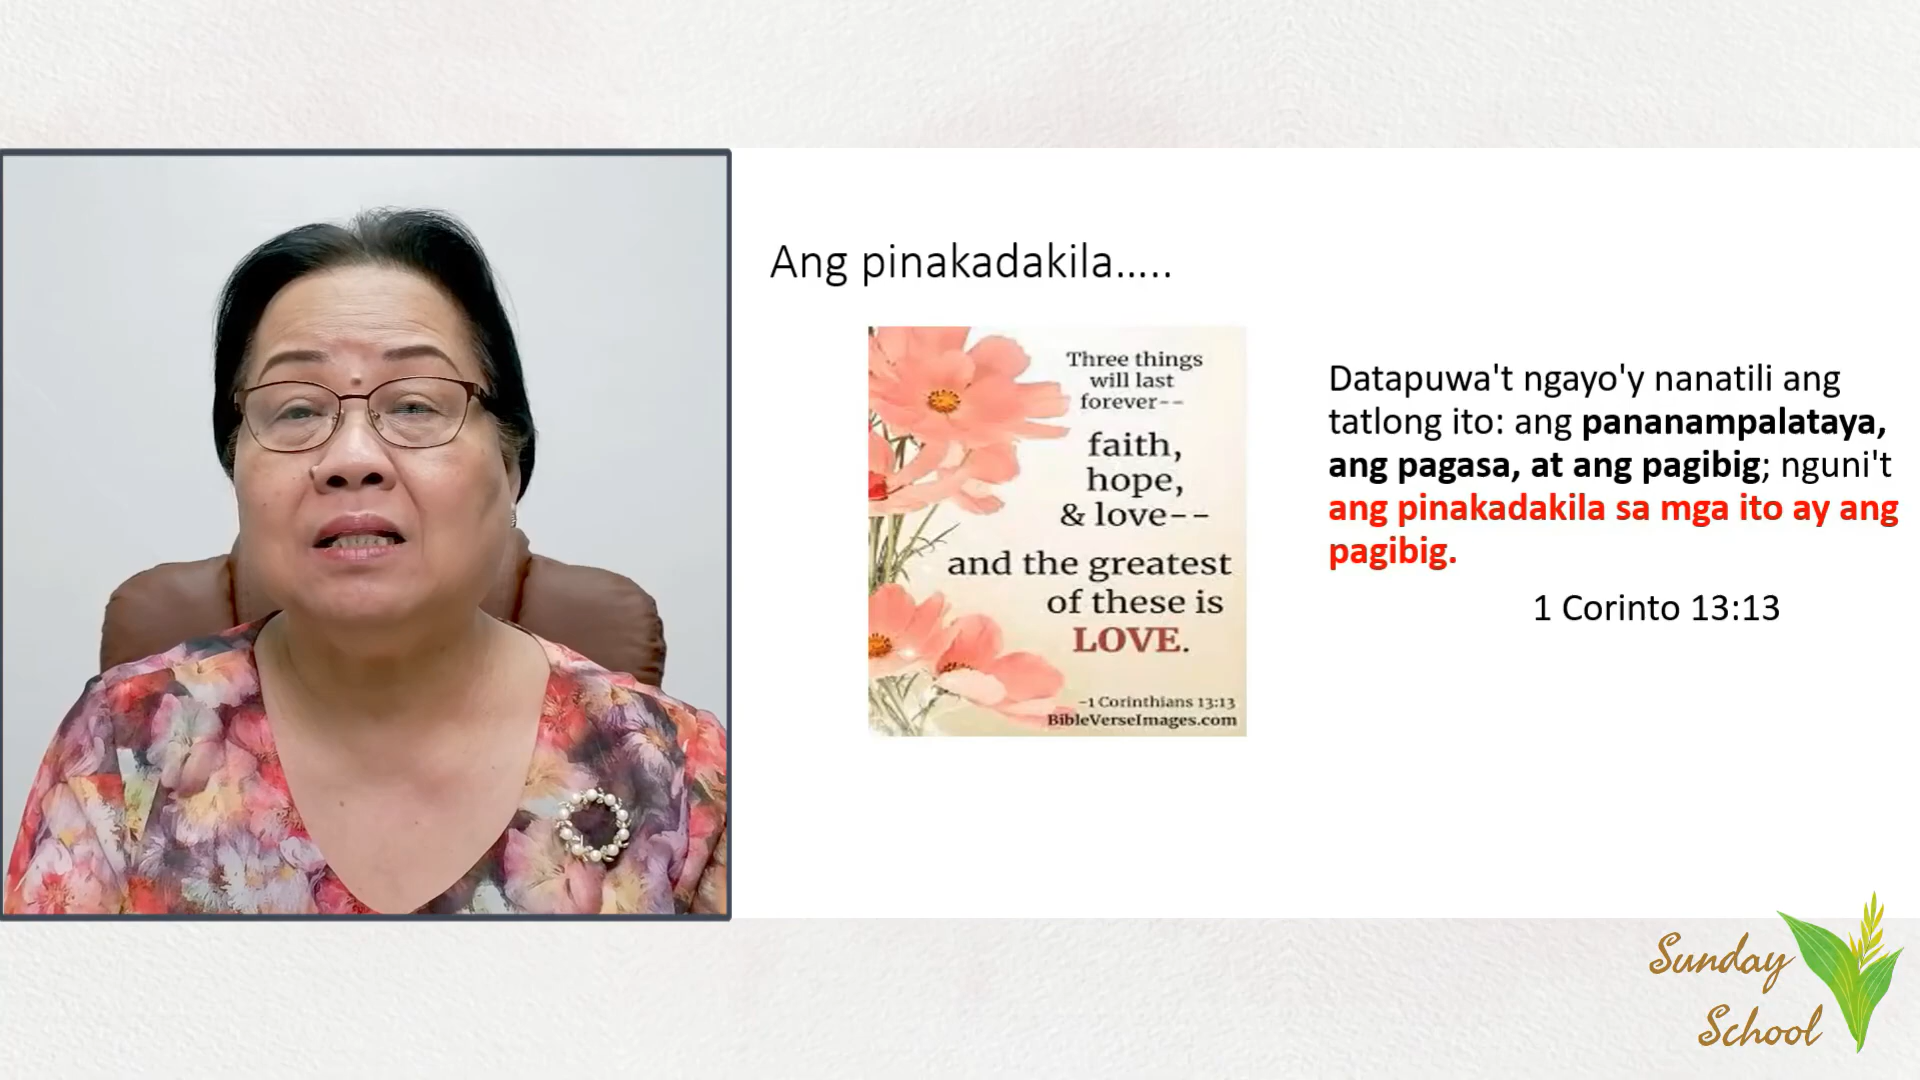 Ang pinakadakila.....
Three things
will last
forever--
faith,
hope,
& love--
and the greatest
of these is
LOVE.
-1 Corinthians 13:13
BibleVerseImages.com
Datapuwa't ngayo'y nanatili ang
tatlong ito: ang pananampalataya,
ang pagasa, at ang pagibig; nguni't
ang pinakadakila sa mga ito ay ang
pagibig.
1 Corinto 13:13
Sunday
School